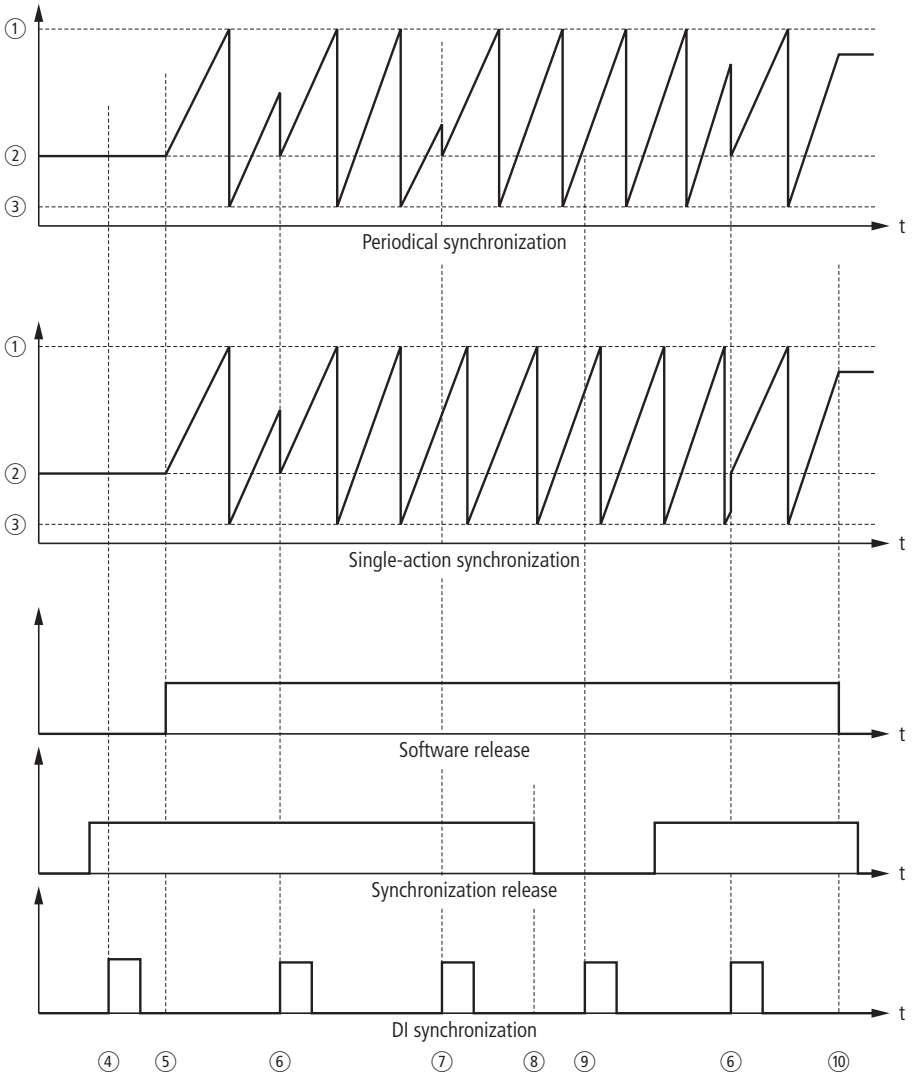 ①
②
③
t
Periodical synchronization
①
②
③
t
Single-action synchronization
t
Software release
t
Synchronization release
t
DI synchronization
④ ⑤ ⑥ ⑦ ⑧ ⑨ ⑥ ⑩